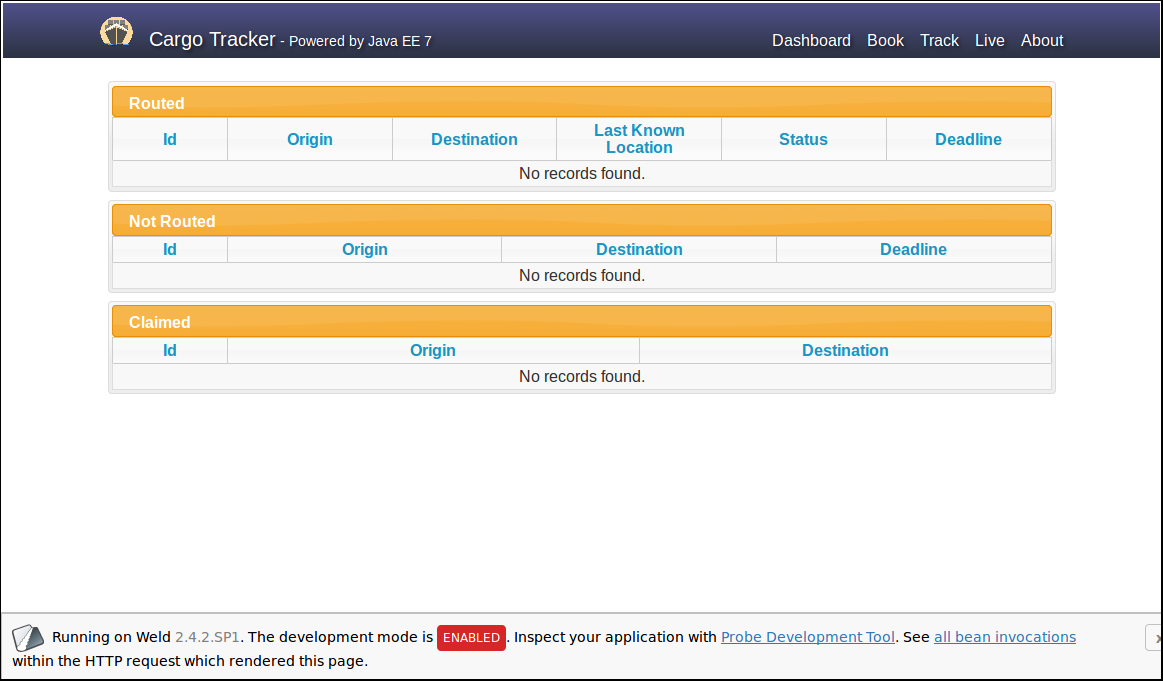 Cargo Tracker - Powered by Java EE 7
Dashboard Book Track Live About
Routed
Id Origin Destination Last Known Location Status Deadline
No records found.
Not Routed
Id Origin Destination Deadline
No records found.
Claimed
Id Origin Destination
No records found.
Running on Weld 2.4.2.SP1. The development mode is ENABLED. Inspect your application with Probe Development Tool. See all bean invocations
within the HTTP request which rendered this page.
x